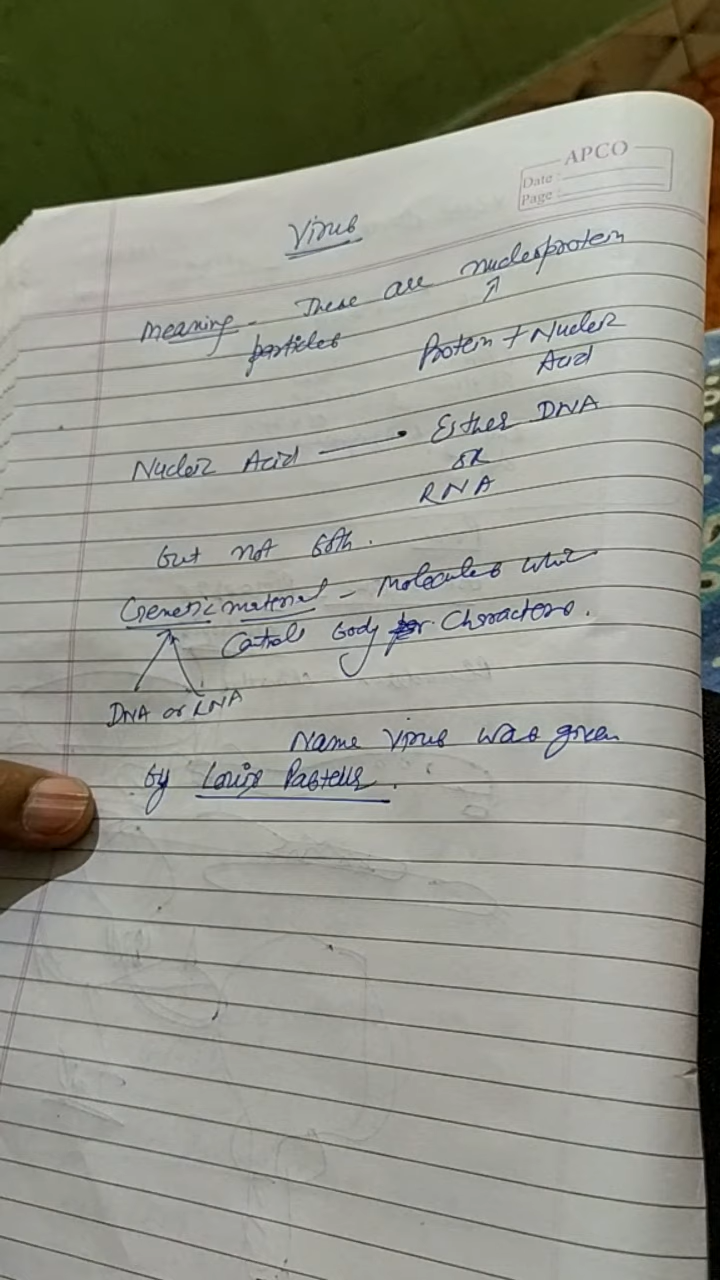 APCO
Date :
Page :
Virus
Meaning - These are nucleoprotein
particles
Protein + Nucleic
Acid
Nucleic Acid → Either DNA
or
RNA
but not both.
Genetic material - Molecules which
Controls body for Characters.
DNA or RNA
Name Virus was given
by Louis Pasteur.